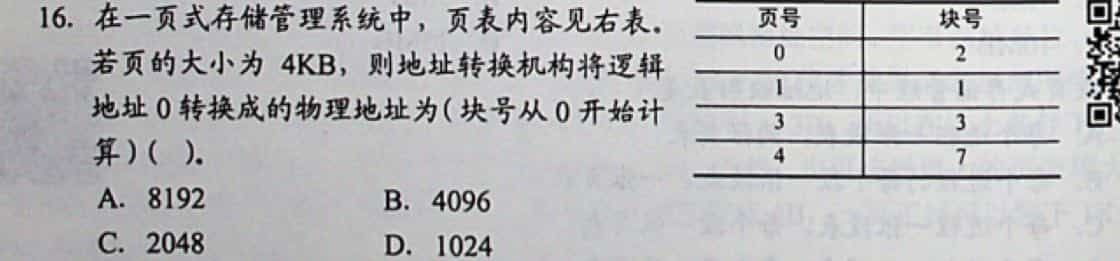 16. 在一页式存储管理系统中，页表内容见右表。
若页的大小为 4KB，则地址转换机构将逻辑
地址 0 转换成的物理地址为(块号从 0 开始计
算)(　)。
A. 8192　B. 4096
C. 2048　D. 1024
页号　块号
0　2
1　1
3　3
4　7